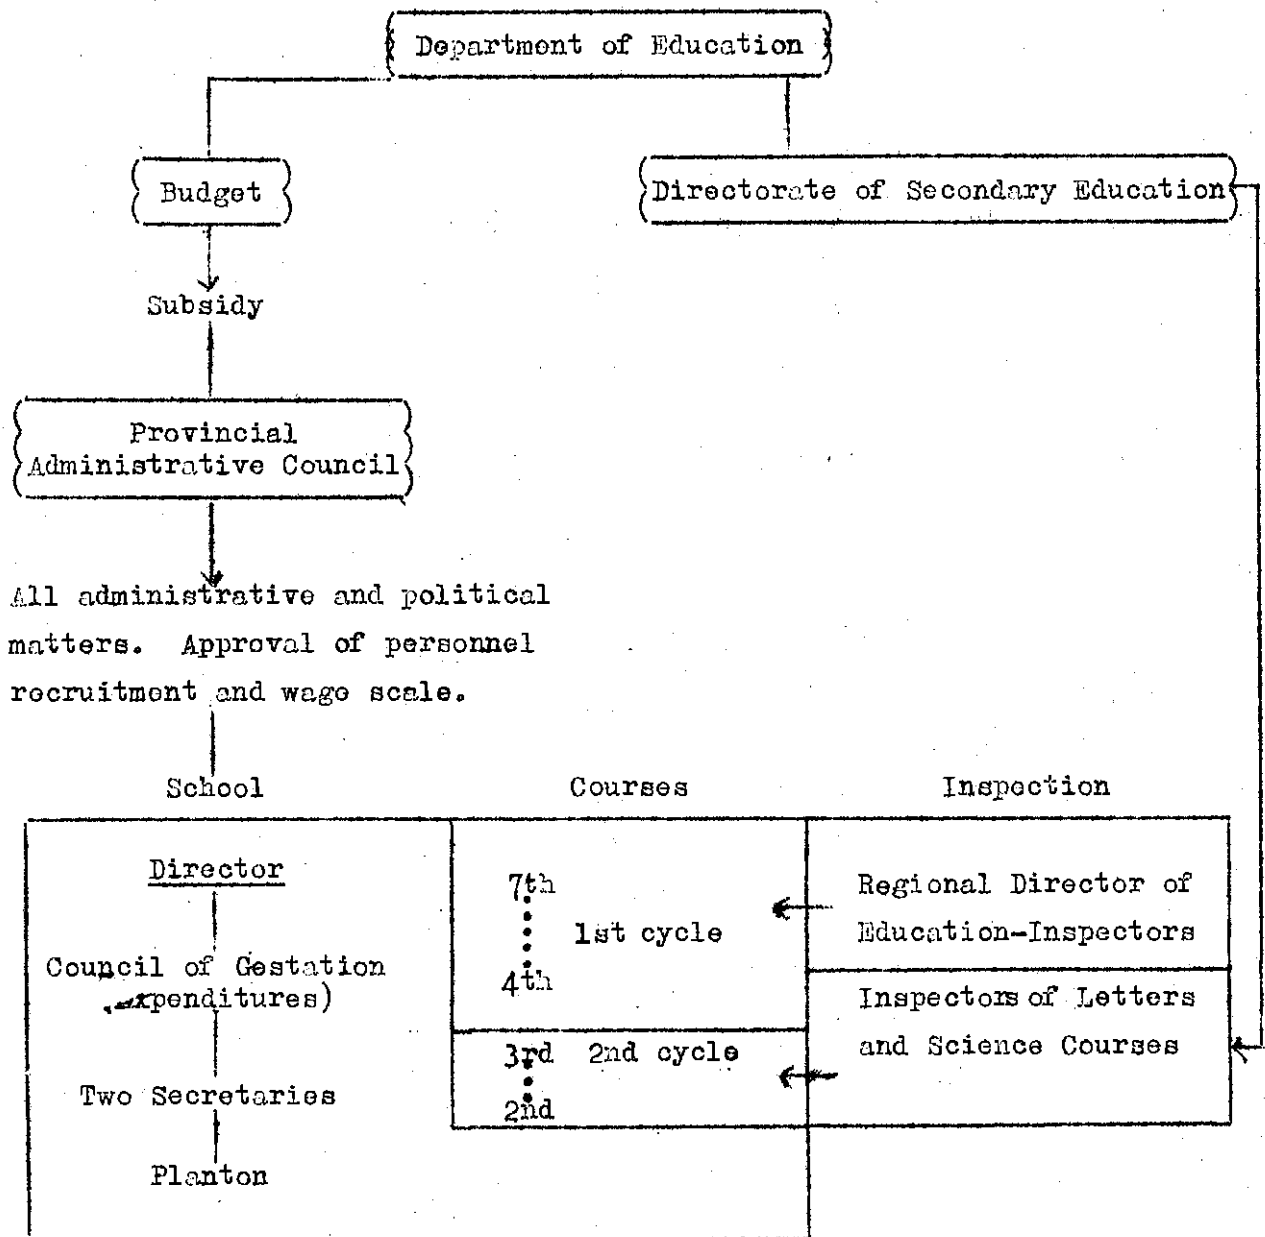 Department of Education
Budget
Directorate of Secondary Education
Subsidy
Provincial
Administrative Council
All administrative and political
matters. Approval of personnel
recruitment and wage scale.
School
Courses
Inspection
Director
Council of Gestation
xpenditures)
Two Secretaries
Planton
7th
1st cycle
4th
3rd 2nd cycle
2nd
Regional Director of
Education-Inspectors
Inspectors of Letters
and Science Courses